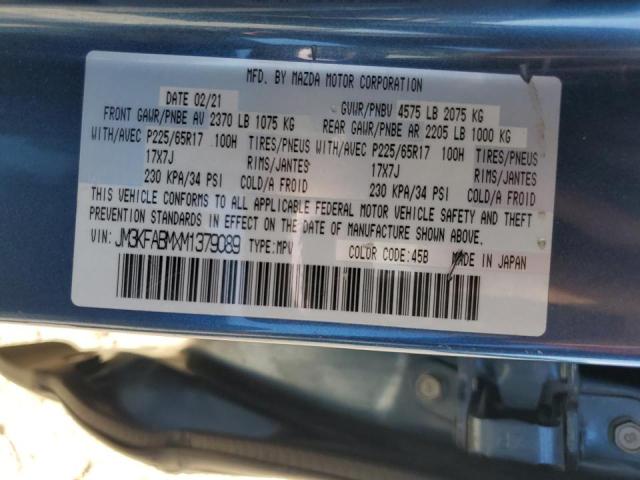 MFD. BY MAZDA MOTOR CORPORATION
DATE 02/21 GVWR/PNBV 4575 LB 2075 KG
FRONT GAWR/PNBE AV 2370 LB 1075 KG REAR GAWR/PNBE AR 2205 LB 1000 KG
WITH/AVEC P225/65R17 100H TIRES/PNEUS WITH/AVEC P225/65R17 100H TIRES/PNEUS
17X7J RIMS/JANTES 17X7J RIMS/JANTES
230 KPA/34 PSI COLD/A FROID 230 KPA/34 PSI COLD/A FROID
THIS VEHICLE CONFORMS TO ALL APPLICABLE FEDERAL MOTOR VEHICLE SAFETY AND THEFT
PREVENTION STANDARDS IN EFFECT ON THE DATE OF MANUFACTURE SHOWN ABOVE.
VIN: JM3KFABMXM1379089 TYPE: MPV COLOR CODE: 45B MADE IN JAPAN